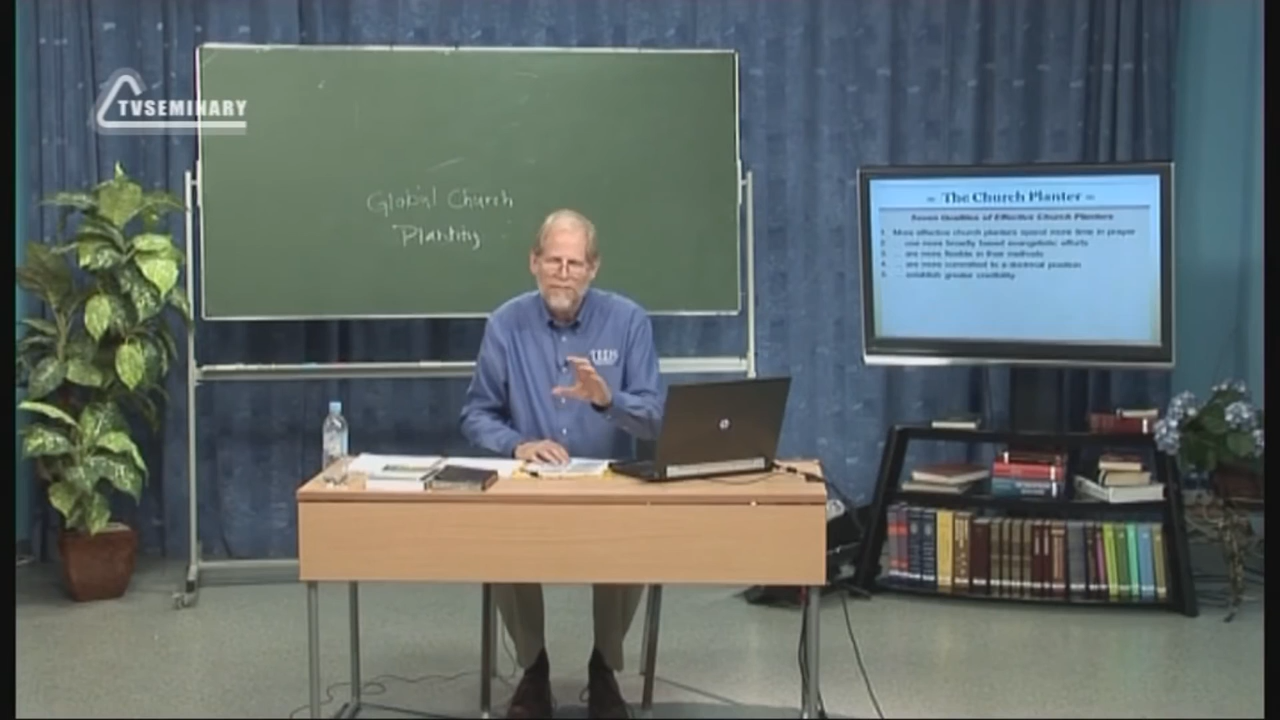 TVSEMINARY
Global Church
Planting
The Church Planter
Seven Qualities of Effective Church Planters
1. More effective church planters spend more time in prayer
2. ... use more broadly based evangelistic efforts
3. ... are more flexible in their methods
4. ... are more committed to a doctrinal position
5. ... establish greater credibility
hp